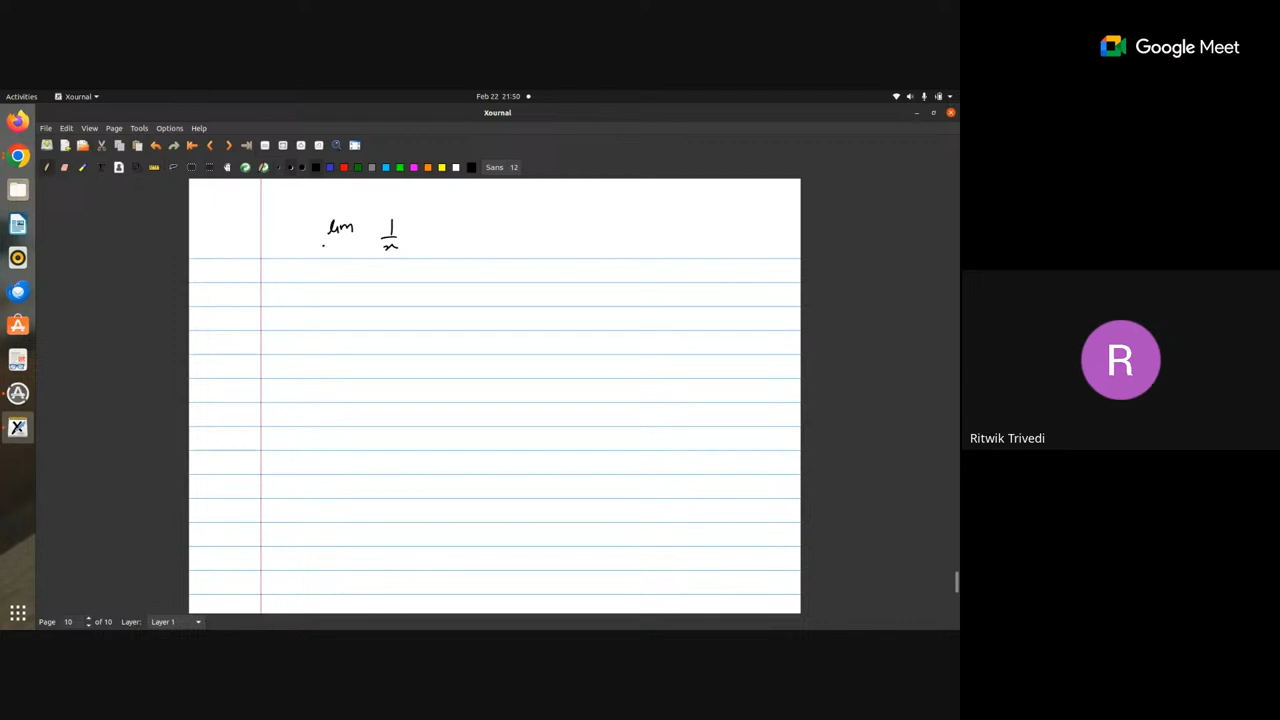 Google Meet
Activities Xournal Feb 22 21:50
Xournal
File Edit View Page Tools Options Help
Sans 12
lim 1/x
R
Ritwik Trivedi
Page 10 of 10 Layer: Layer 1